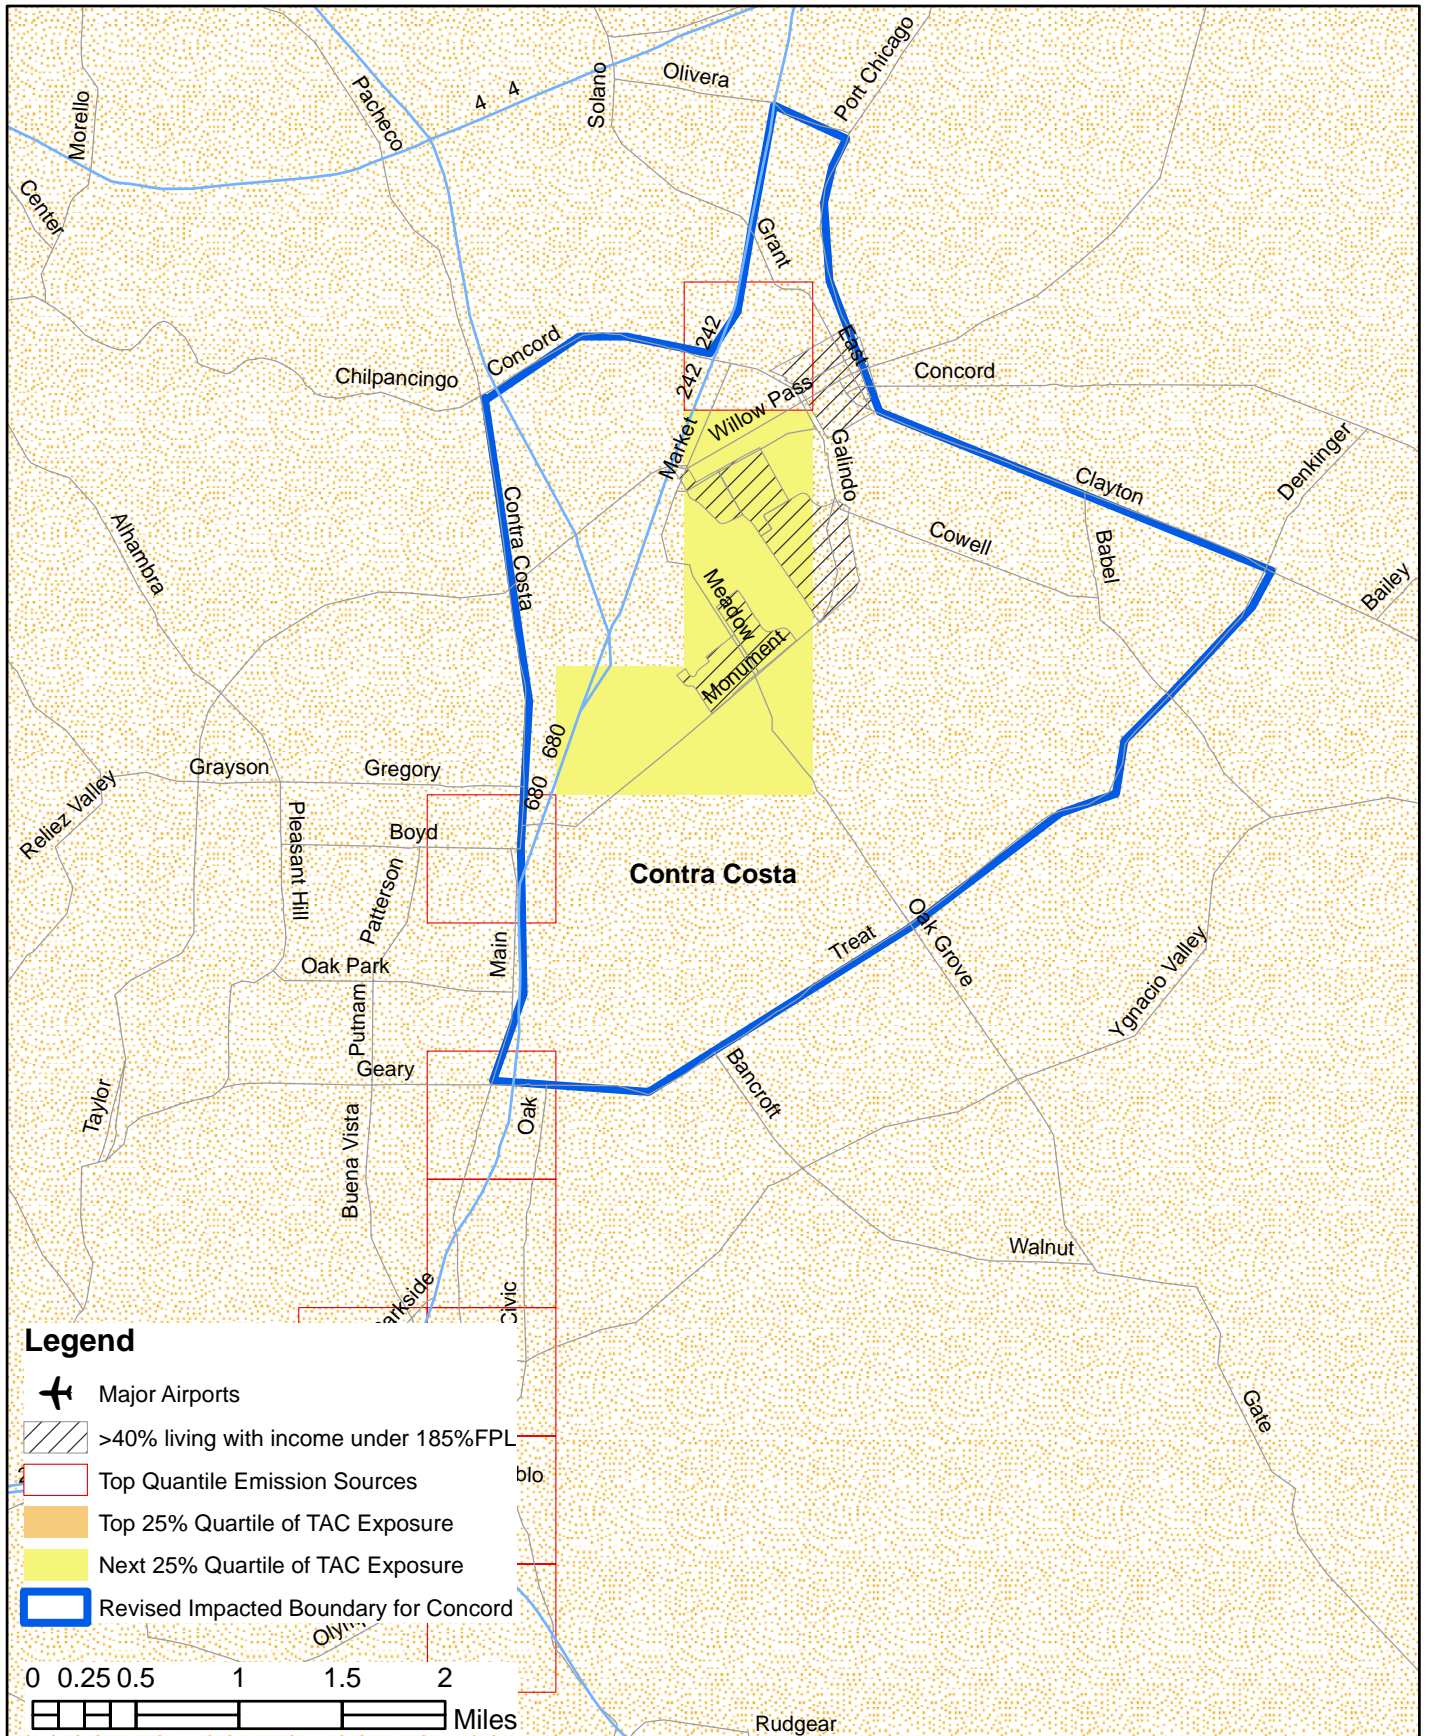 Port Chicago
Olivera
Solano
Pacheco
4
4
Morello
Center
Grant
242
242
East
Concord
Concord
Chilpancingo
Willow Pass
Market
Galindo
Denkinger
Clayton
Contra Costa
Cowell
Babel
Alhambra
Bailey
Meadow
Monument
680
680
Grayson
Gregory
Reliez Valley
Pleasant Hill
Boyd
Patterson
Contra Costa
Oak Grove
Treat
Main
Oak Park
Ygnacio Valley
Putnam
Geary
Bancroft
Taylor
Oak
Buena Vista
Walnut
arkside
Civic
Gate
blo
Olym
Rudgear
Legend
Major Airports
>40% living with income under 185%FPL
Top Quantile Emission Sources
Top 25% Quartile of TAC Exposure
Next 25% Quartile of TAC Exposure
Revised Impacted Boundary for Concord
0 0.25 0.5 1 1.5 2
Miles